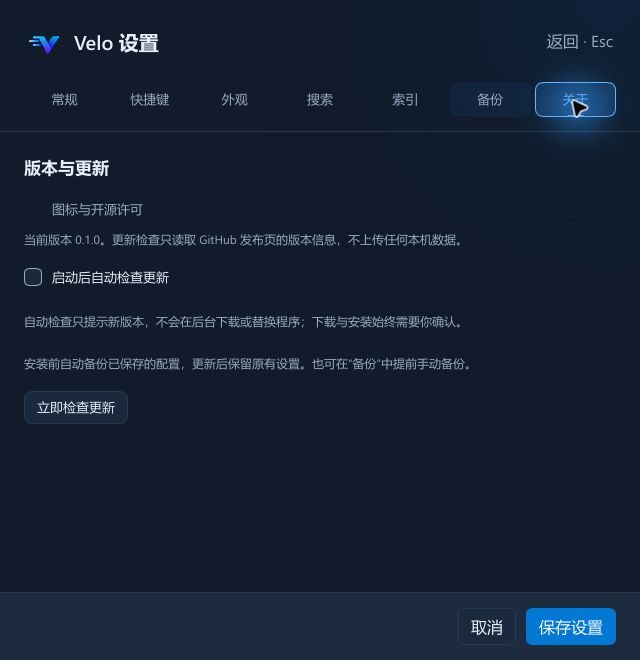 Velo 设置
返回 · Esc
常规 快捷键 外观 搜索 索引 备份 关于
版本与更新
图标与开源许可
当前版本 0.1.0。更新检查只读取 GitHub 发布页的版本信息，不上传任何本机数据。
启动后自动检查更新
自动检查只提示新版本，不会在后台下载或替换程序；下载与安装始终需要你确认。
安装前自动备份已保存的配置，更新后保留原有设置。也可在“备份”中提前手动备份。
立即检查更新
取消 保存设置